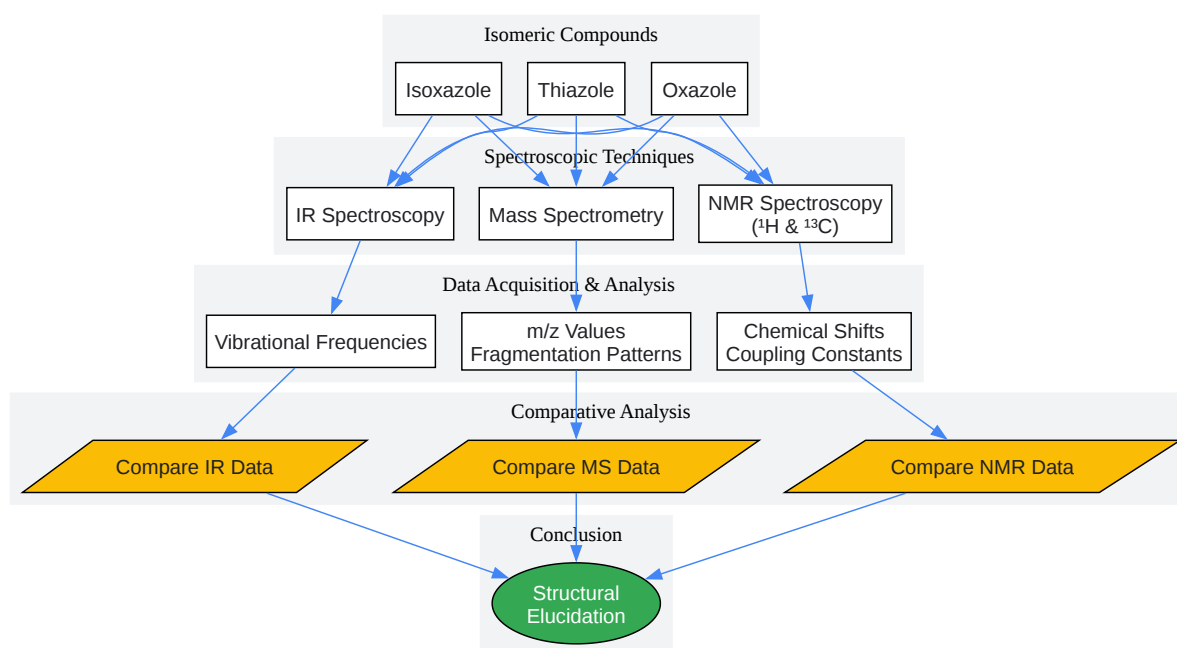 Isomeric Compounds
Isoxazole
Thiazole
Oxazole
Spectroscopic Techniques
IR Spectroscopy
Mass Spectrometry
NMR Spectroscopy
(¹H & ¹³C)
Data Acquisition & Analysis
Vibrational Frequencies
m/z Values
Fragmentation Patterns
Chemical Shifts
Coupling Constants
Comparative Analysis
Compare IR Data
Compare MS Data
Compare NMR Data
Conclusion
Structural
Elucidation